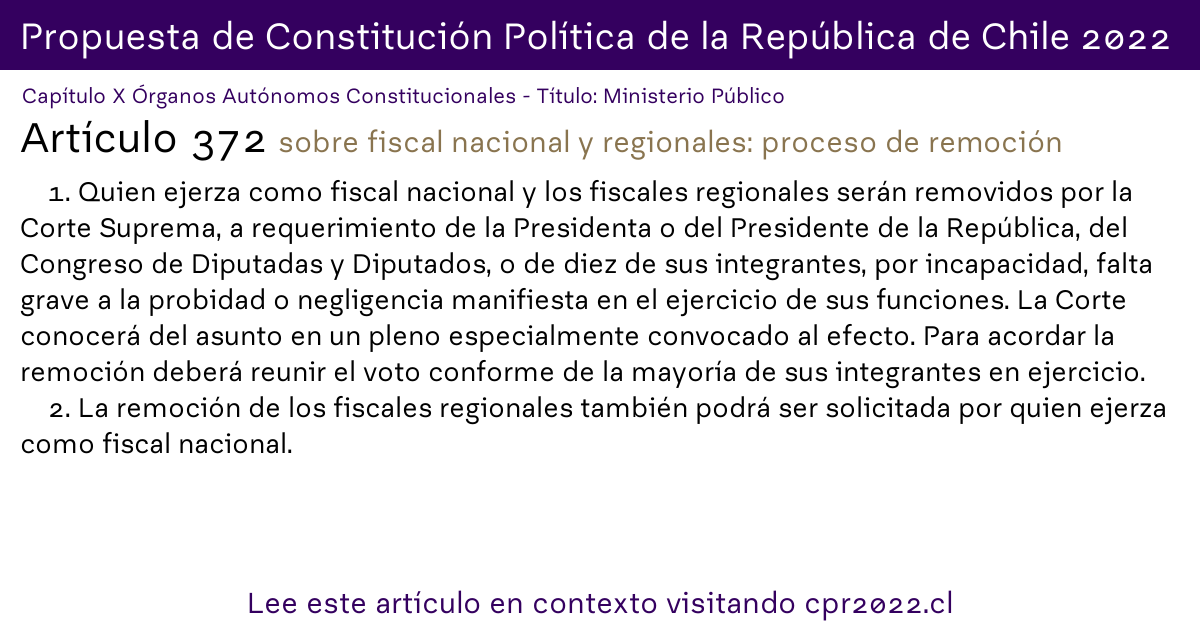 Propuesta de Constitución Política de la República de Chile 2022
Capítulo X Órganos Autónomos Constitucionales - Título: Ministerio Público
Artículo 372 sobre fiscal nacional y regionales: proceso de remoción
1. Quien ejerza como fiscal nacional y los fiscales regionales serán removidos por la
Corte Suprema, a requerimiento de la Presidenta o del Presidente de la República, del
Congreso de Diputadas y Diputados, o de diez de sus integrantes, por incapacidad, falta
grave a la probidad o negligencia manifiesta en el ejercicio de sus funciones. La Corte
conocerá del asunto en un pleno especialmente convocado al efecto. Para acordar la
remoción deberá reunir el voto conforme de la mayoría de sus integrantes en ejercicio.
2. La remoción de los fiscales regionales también podrá ser solicitada por quien ejerza
como fiscal nacional.
Lee este artículo en contexto visitando cpr2022.cl